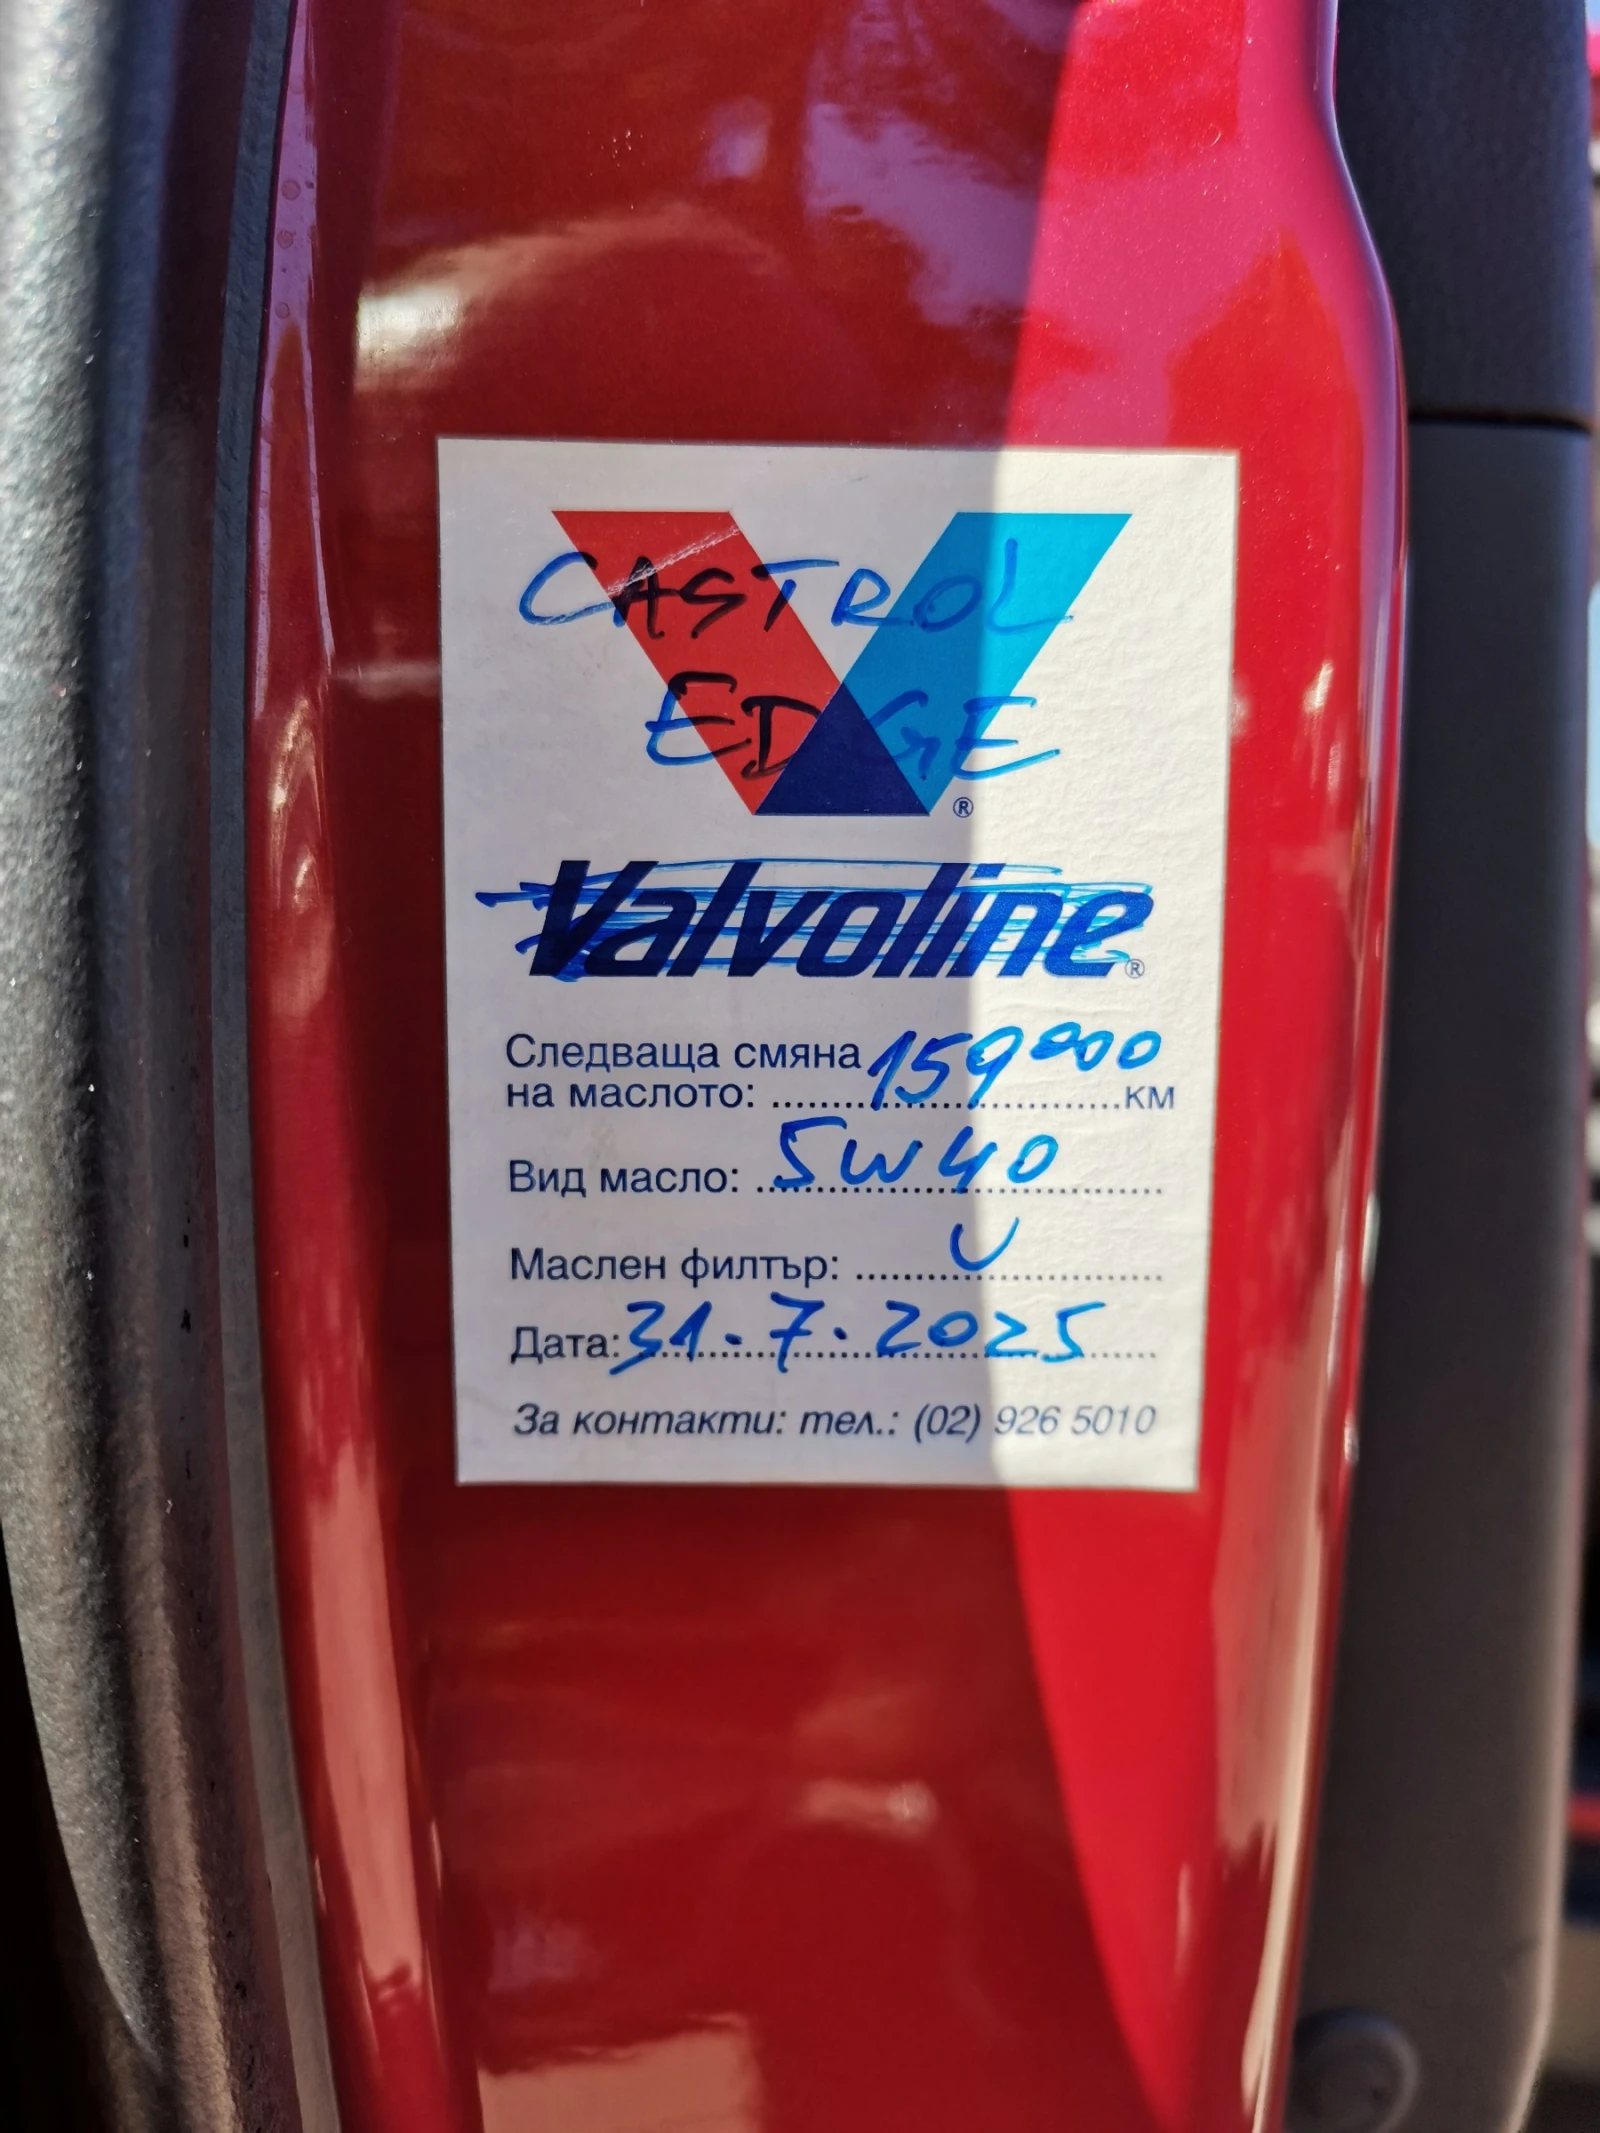 CASTROL
EDGE
®
Valvoline®
Следваща смяна 159000
на маслото: ..............................км
Вид масло: 5W40
Маслен филтър: U
Дата: 31.7.2025
За контакти: тел.: (02) 926 5010